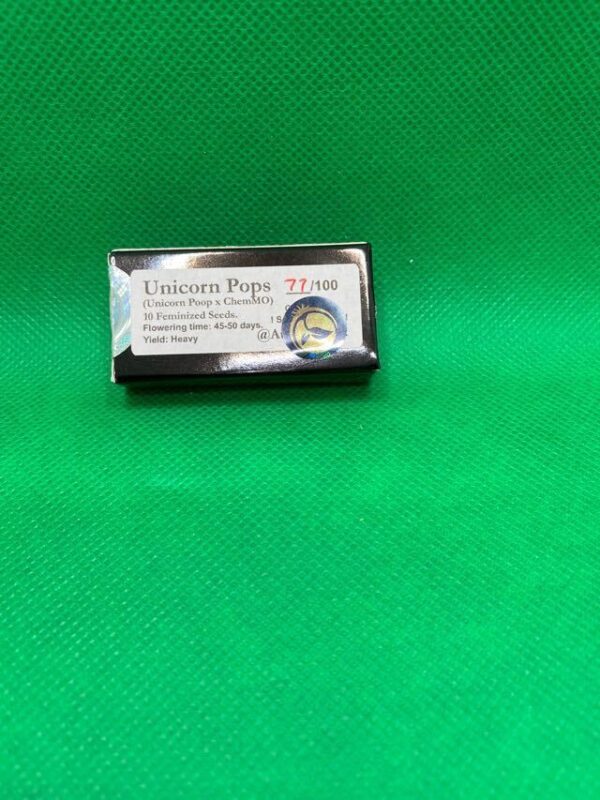 Unicorn Pops 77/100
(Unicorn Poop x ChemMO)
10 Feminized Seeds.
Flowering time: 45-50 days.
Yield: Heavy